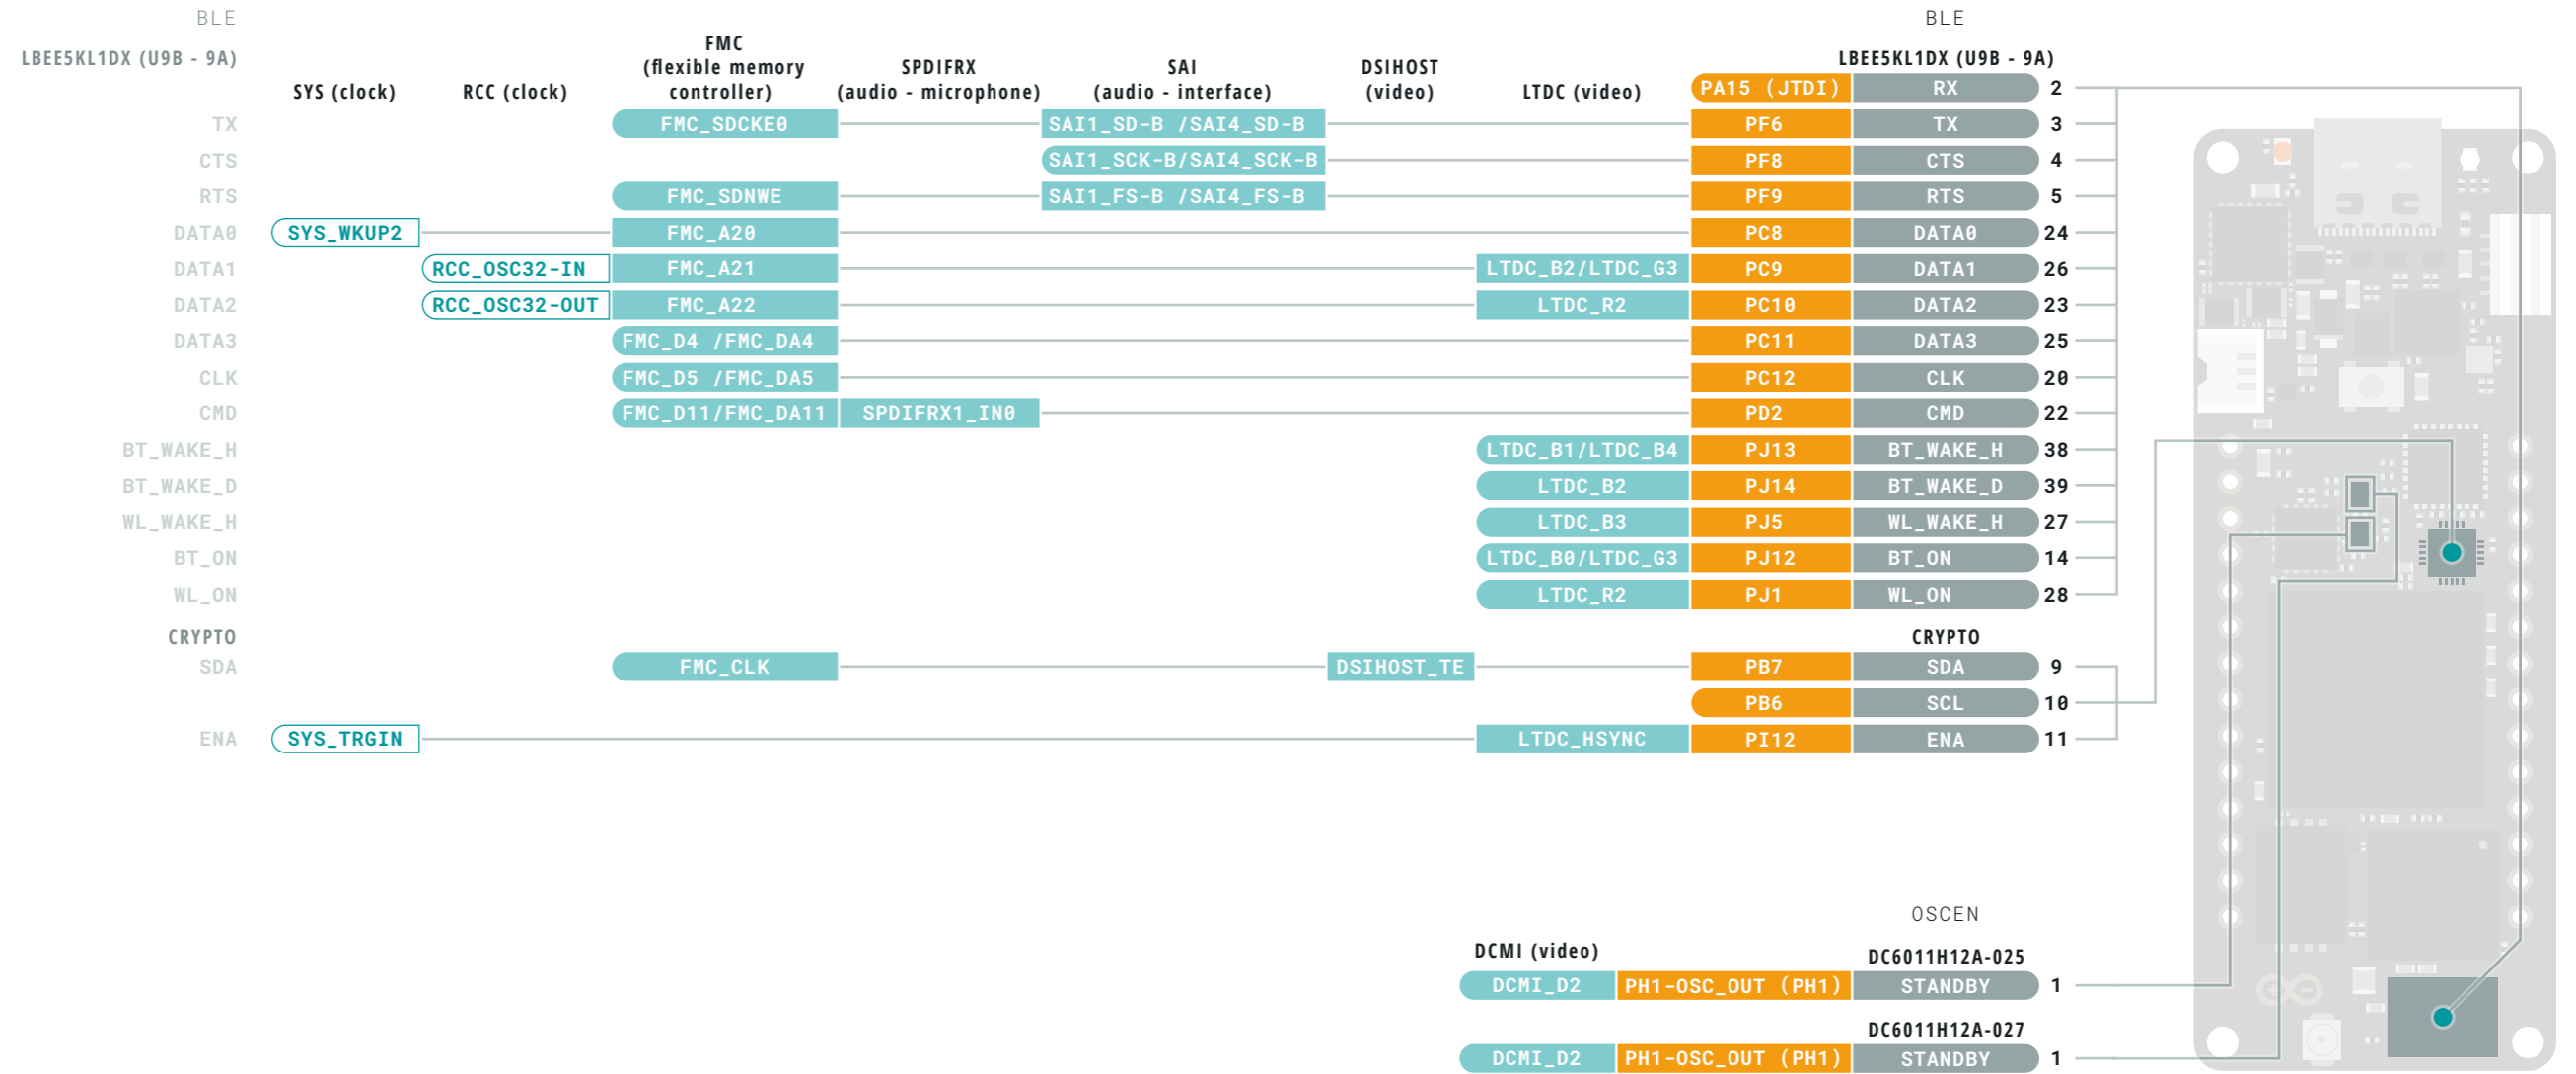 BLE BLE
LBEE5KL1DX (U9B - 9A) SYS (clock) RCC (clock) FMC (flexible memory controller) SPDIFRX (audio - microphone) SAI (audio - interface) DSIHOST (video) LTDC (video) LBEE5KL1DX (U9B - 9A)
PA15 (JTDI) RX 2
TX FMC_SDCKE0 SAI1_SD-B /SAI4_SD-B PF6 TX 3
CTS SAI1_SCK-B/SAI4_SCK-B PF8 CTS 4
RTS FMC_SDNWE SAI1_FS-B /SAI4_FS-B PF9 RTS 5
DATA0 SYS_WKUP2 FMC_A20 PC8 DATA0 24
DATA1 RCC_OSC32-IN FMC_A21 LTDC_B2/LTDC_G3 PC9 DATA1 26
DATA2 RCC_OSC32-OUT FMC_A22 LTDC_R2 PC10 DATA2 23
DATA3 FMC_D4 /FMC_DA4 PC11 DATA3 25
CLK FMC_D5 /FMC_DA5 PC12 CLK 20
CMD FMC_D11/FMC_DA11 SPDIFRX1_IN0 PD2 CMD 22
BT_WAKE_H LTDC_B1/LTDC_B4 PJ13 BT_WAKE_H 38
BT_WAKE_D LTDC_B2 PJ14 BT_WAKE_D 39
WL_WAKE_H LTDC_B3 PJ5 WL_WAKE_H 27
BT_ON LTDC_B0/LTDC_G3 PJ12 BT_ON 14
WL_ON LTDC_R2 PJ1 WL_ON 28
CRYPTO CRYPTO
SDA FMC_CLK DSIHOST_TE PB7 SDA 9
PB6 SCL 10
ENA SYS_TRGIN LTDC_HSYNC PI12 ENA 11
OSCEN
DCMI (video) DC6011H12A-025
DCMI_D2 PH1-OSC_OUT (PH1) STANDBY 1
DC6011H12A-027
DCMI_D2 PH1-OSC_OUT (PH1) STANDBY 1